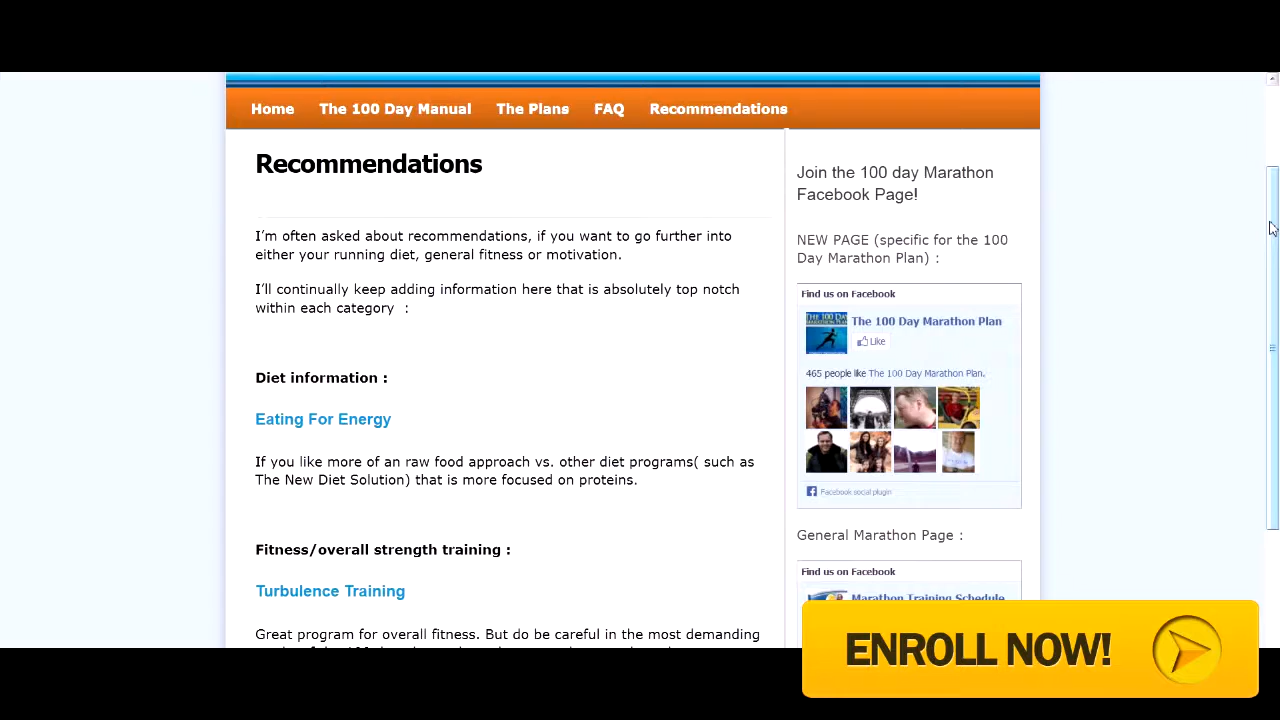 Home The 100 Day Manual The Plans FAQ Recommendations
Recommendations
I'm often asked about recommendations, if you want to go further into
either your running diet, general fitness or motivation.
I'll continually keep adding information here that is absolutely top notch
within each category :
Diet information :
Eating For Energy
If you like more of an raw food approach vs. other diet programs( such as
The New Diet Solution) that is more focused on proteins.
Fitness/overall strength training :
Turbulence Training
Great program for overall fitness. But do be careful in the most demanding
Join the 100 day Marathon
Facebook Page!
NEW PAGE (specific for the 100
Day Marathon Plan) :
Find us on Facebook
THE 100 DAY
The 100 Day Marathon Plan
Like
465 people like The 100 Day Marathon Plan.
Facebook social plugin
General Marathon Page :
Find us on Facebook
Marathon Training Schedule
ENROLL NOW!